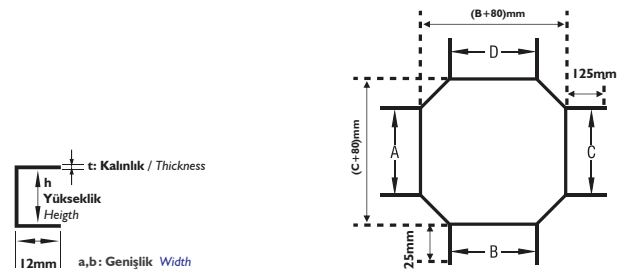 (B+80)mm
D
125mm
(C+80)mm
A
C
B
25mm
t: Kalınlık / Thickness
h
Yükseklik
Heigth
12mm
a,b: Genişlik Width